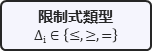 限制式類型
Δi ∈ {≤, ≥, =}